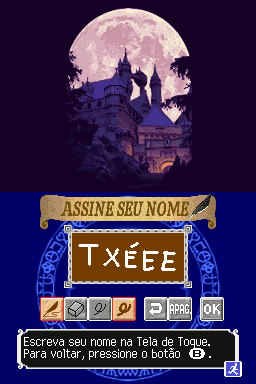 ASSINE SEU NOME
TXÉEE
APAG. OK
Escreva seu nome na Tela de Toque.
Para voltar, pressione o botão B.